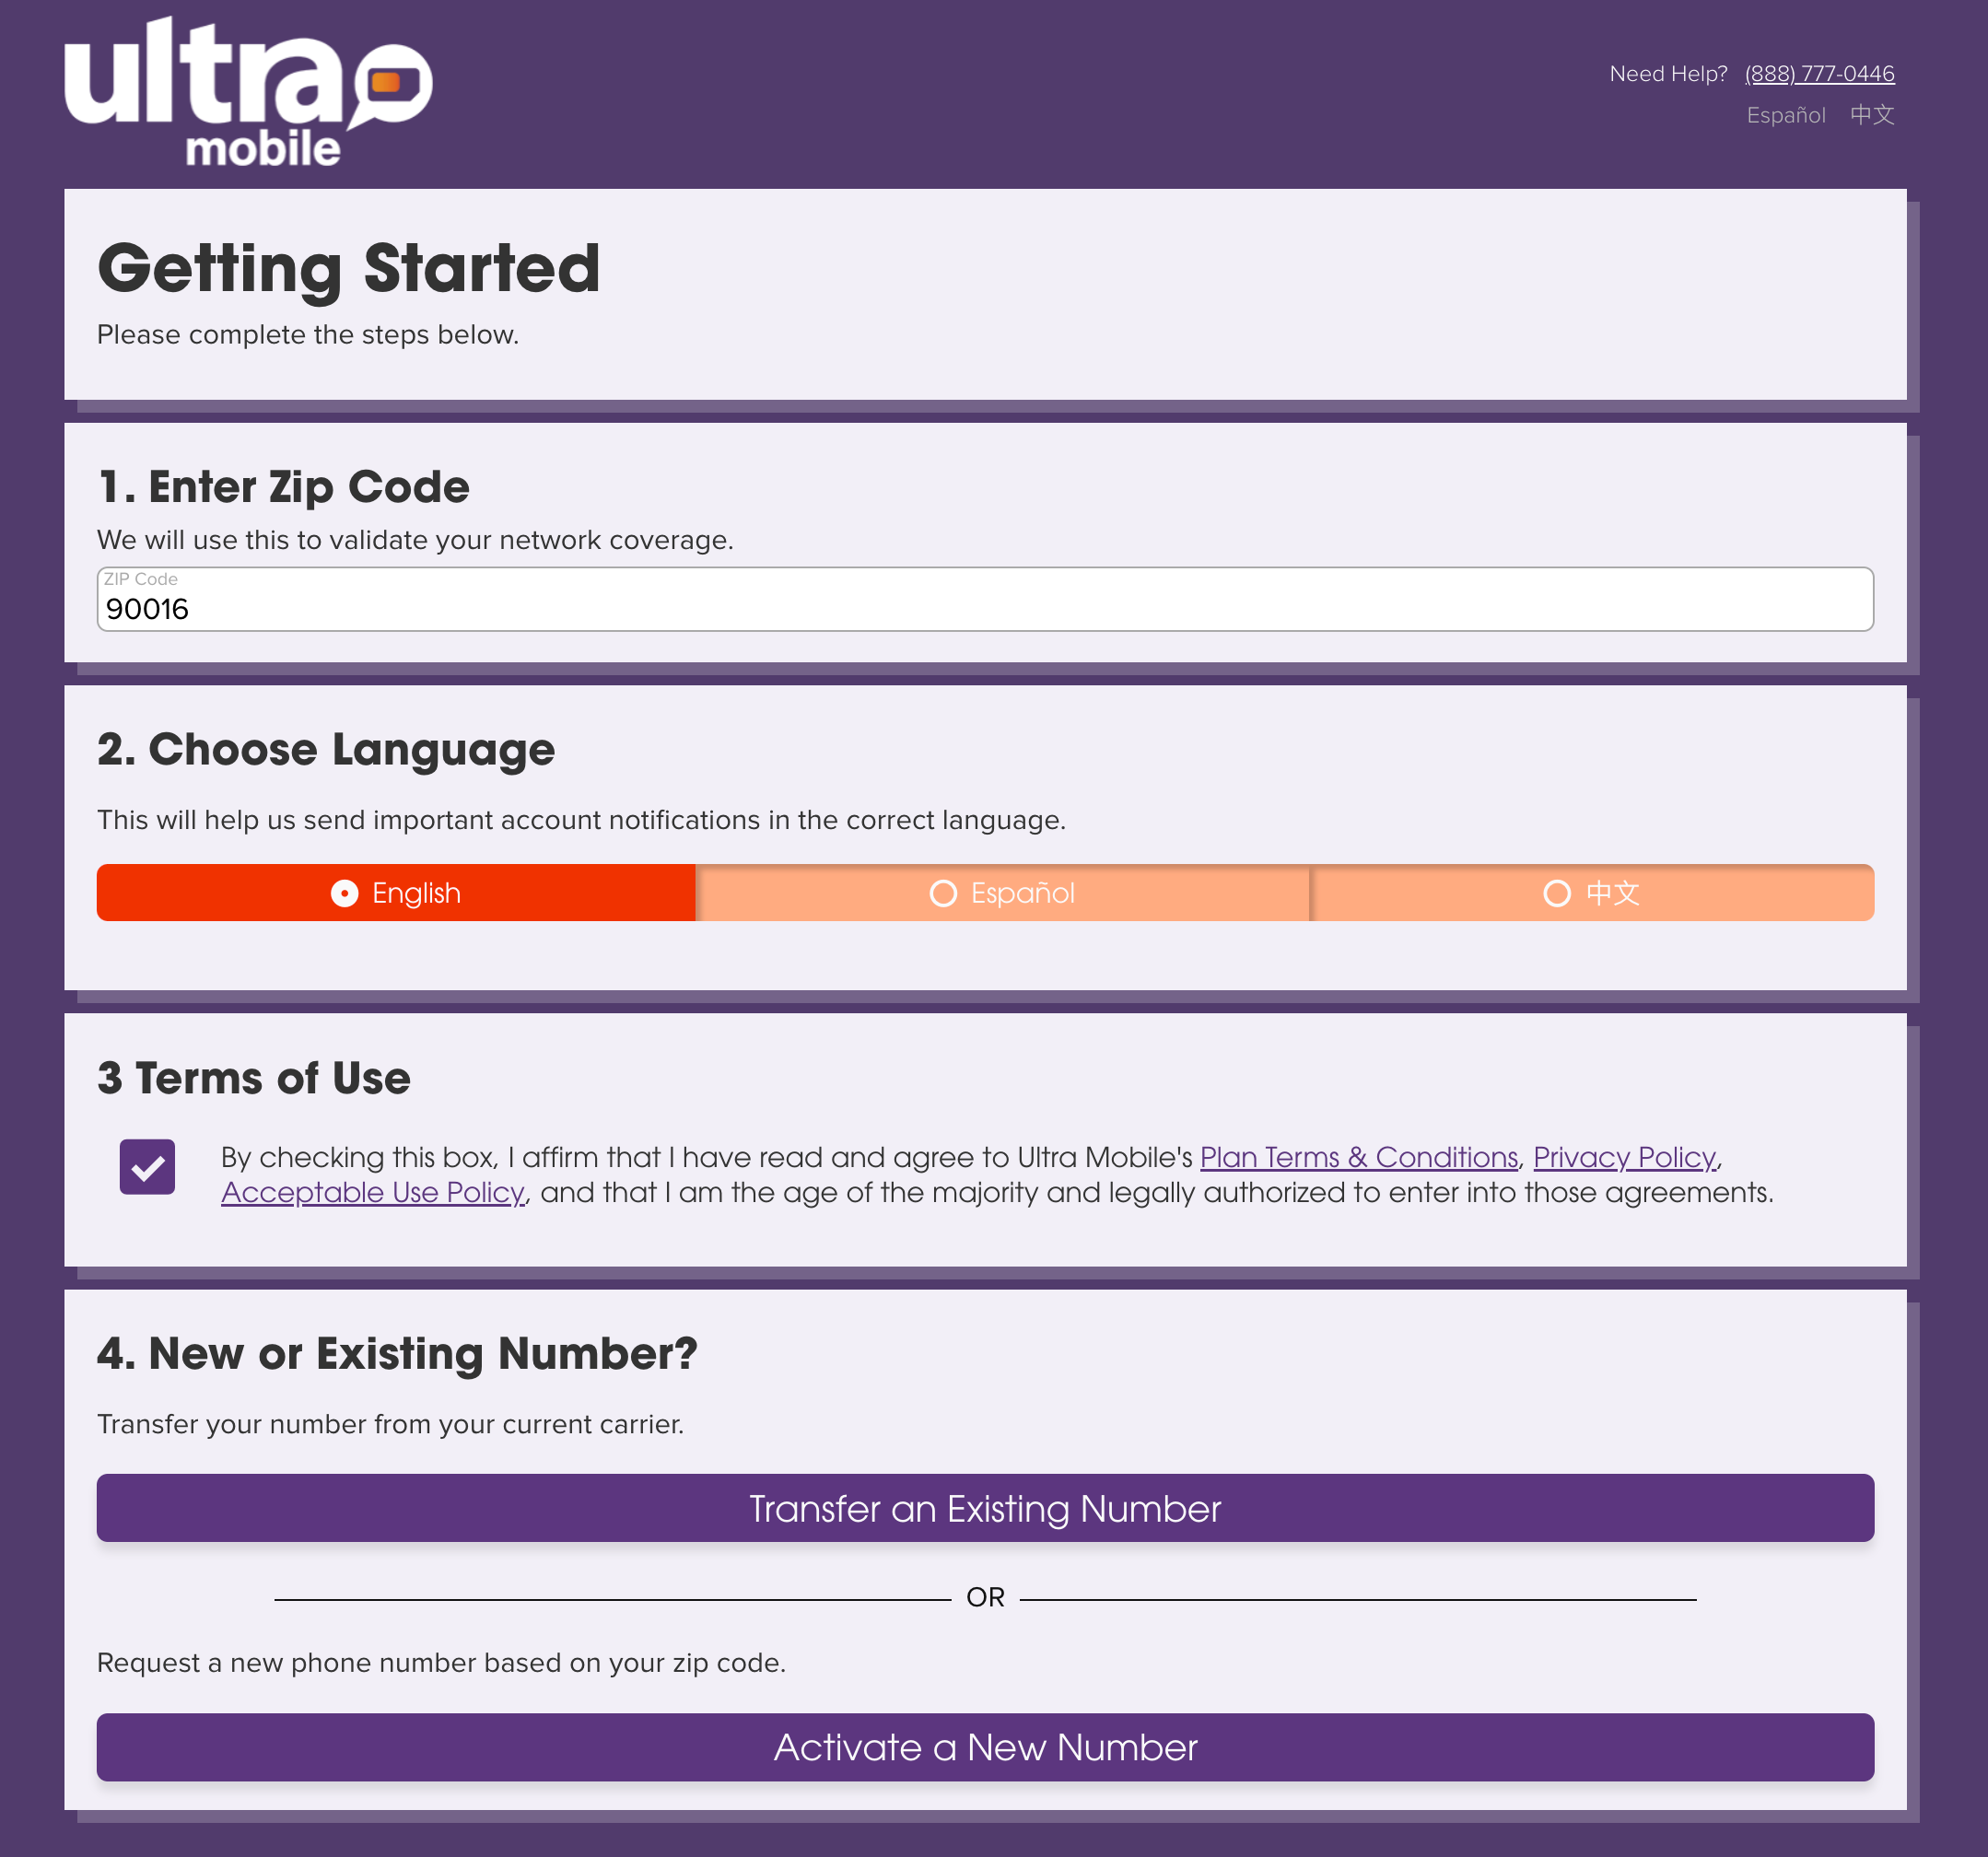 ultra
mobile
Need Help? (888) 777-0446
Español 中文
Getting Started
Please complete the steps below.
1. Enter Zip Code
We will use this to validate your network coverage.
ZIP Code
90016
2. Choose Language
This will help us send important account notifications in the correct language.
English Español 中文
3 Terms of Use
By checking this box, I affirm that I have read and agree to Ultra Mobile's Plan Terms & Conditions, Privacy Policy,
Acceptable Use Policy, and that I am the age of the majority and legally authorized to enter into those agreements.
4. New or Existing Number?
Transfer your number from your current carrier.
Transfer an Existing Number
OR
Request a new phone number based on your zip code.
Activate a New Number